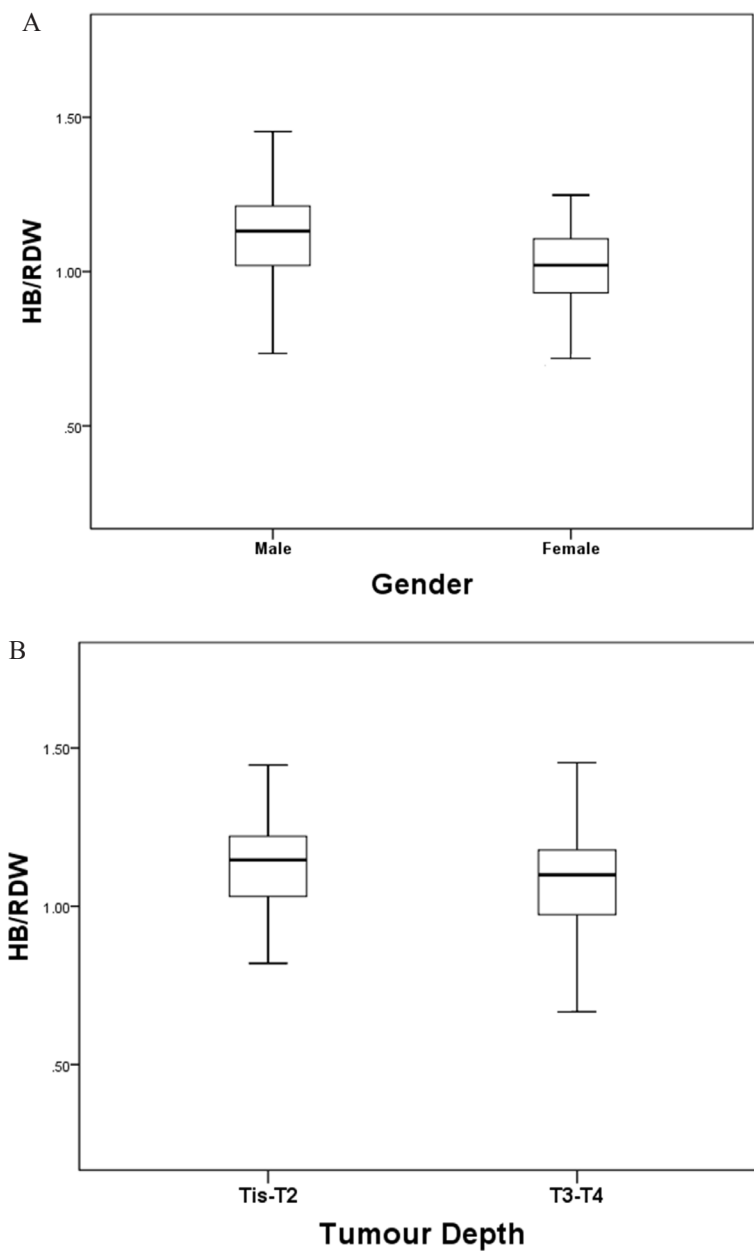 A
1.50
1.00
.50
HB/RDW
Male Female
Gender
B
1.50
1.00
.50
HB/RDW
Tis-T2 T3-T4
Tumour Depth